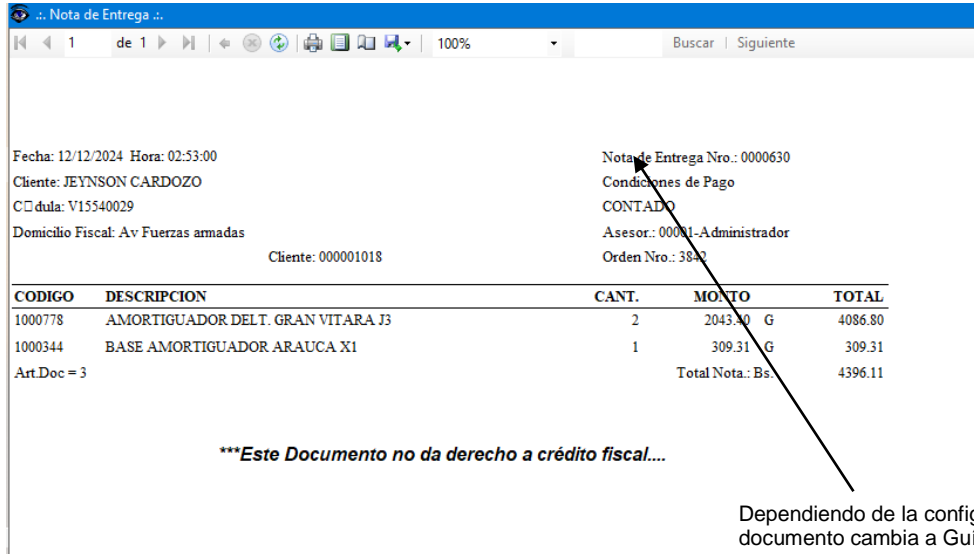 .:. Nota de Entrega .:.
1 de 1 100% Buscar | Siguiente
Fecha: 12/12/2024 Hora: 02:53:00
Nota de Entrega Nro.: 0000630
Cliente: JEYNSON CARDOZO
Condiciones de Pago
C□dula: V15540029
CONTADO
Domicilio Fiscal: Av Fuerzas armadas
Asesor.: 00001-Administrador
Cliente: 000001018
Orden Nro.: 3842
CODIGO DESCRIPCION CANT. MONTO TOTAL
1000778 AMORTIGUADOR DELT. GRAN VITARA J3 2 2043.40 G 4086.80
1000344 BASE AMORTIGUADOR ARAUCA X1 1 309.31 G 309.31
Art.Doc = 3 Total Nota.: Bs. 4396.11
***Este Documento no da derecho a crédito fiscal....
Dependiendo de la config
documento cambia a Gui